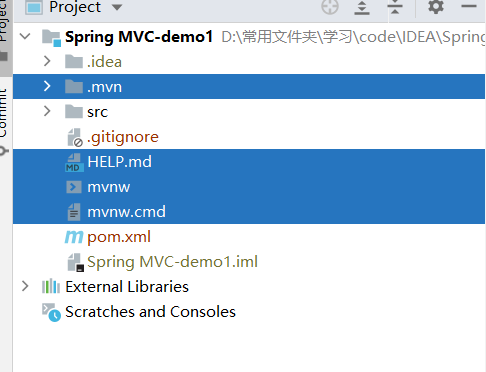 Project
Project
Spring MVC-demo1 D:\常用文件夹\学习\code\IDEA\Spring
.idea
.mvn
src
.gitignore
HELP.md
mvnw
mvnw.cmd
pom.xml
Spring MVC-demo1.iml
External Libraries
Scratches and Consoles
Commit